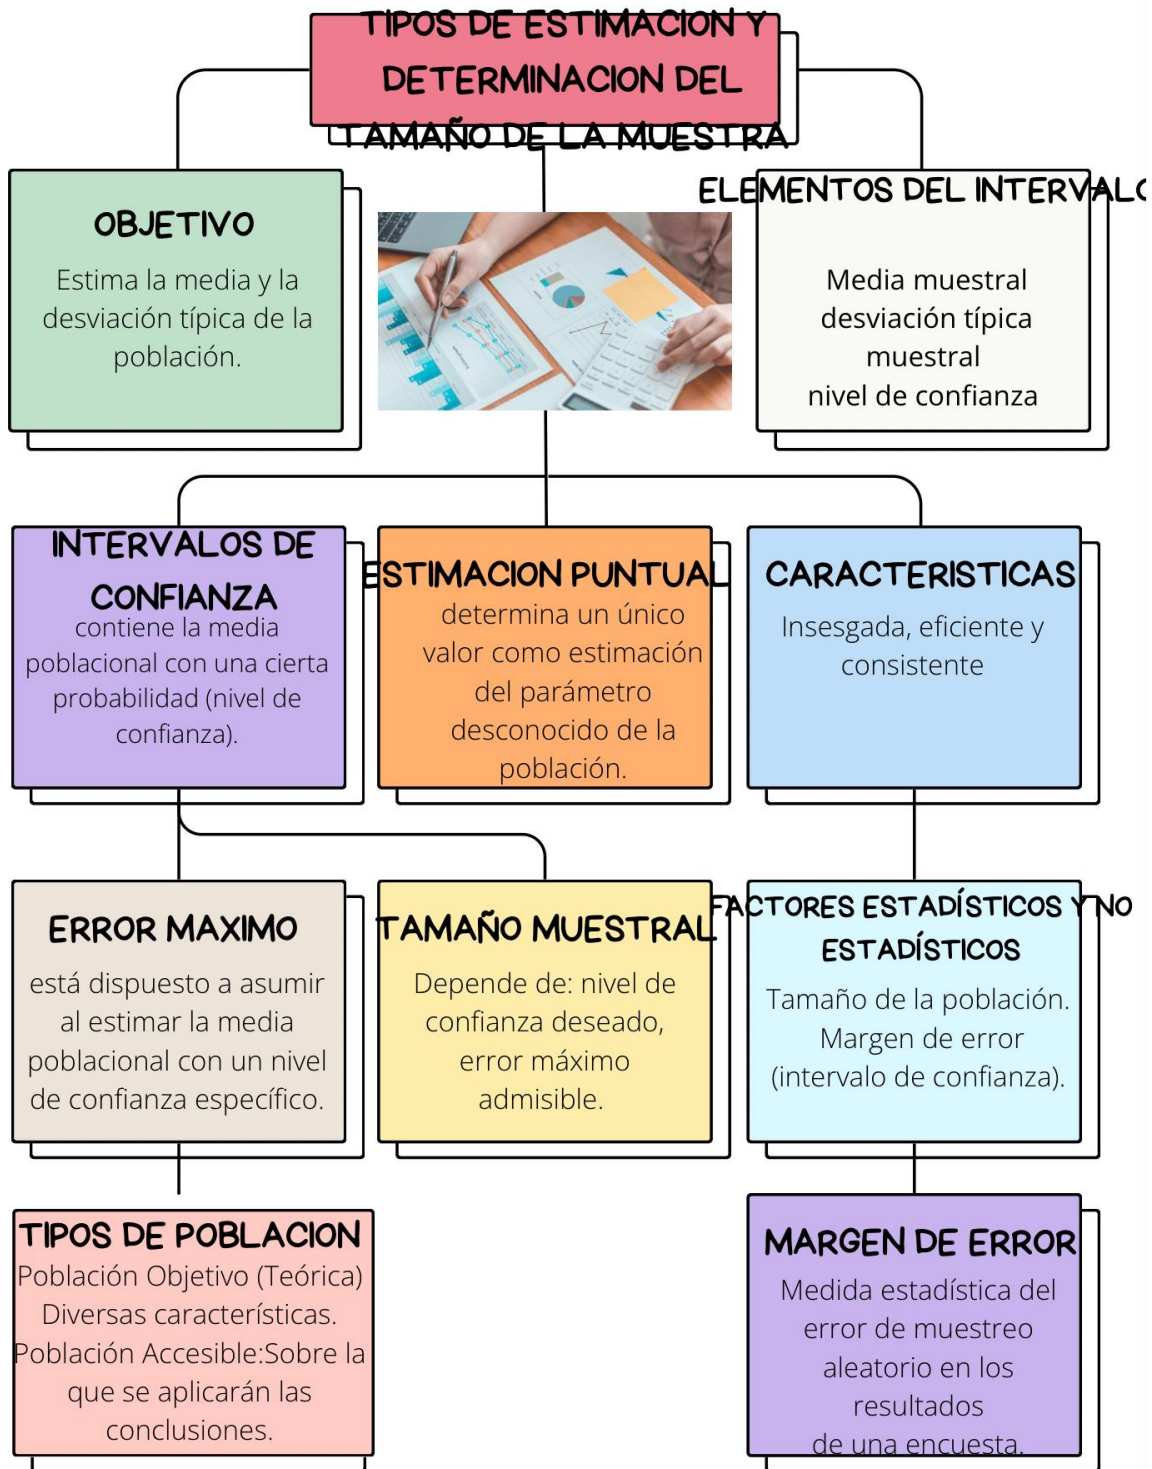 TIPOS DE ESTIMACION Y
DETERMINACION DEL
TAMAÑO DE LA MUESTRA
OBJETIVO
Estima la media y la
desviación típica de la
población.
ELEMENTOS DEL INTERVALO
Media muestral
desviación típica
muestral
nivel de confianza
INTERVALOS DE
CONFIANZA
contiene la media
poblacional con una cierta
probabilidad (nivel de
confianza).
ESTIMACION PUNTUAL
determina un único
valor como estimación
del parámetro
desconocido de la
población.
CARACTERISTICAS
Insesgada, eficiente y
consistente
ERROR MAXIMO
está dispuesto a asumir
al estimar la media
poblacional con un nivel
de confianza específico.
TAMAÑO MUESTRAL
Depende de: nivel de
confianza deseado,
error máximo
admisible.
FACTORES ESTADÍSTICOS Y NO
ESTADÍSTICOS
Tamaño de la población.
Margen de error
(intervalo de confianza).
TIPOS DE POBLACION
Población Objetivo (Teórica)
Diversas características.
Población Accesible:Sobre la
que se aplicarán las
conclusiones.
MARGEN DE ERROR
Medida estadística del
error de muestreo
aleatorio en los
resultados
de una encuesta.